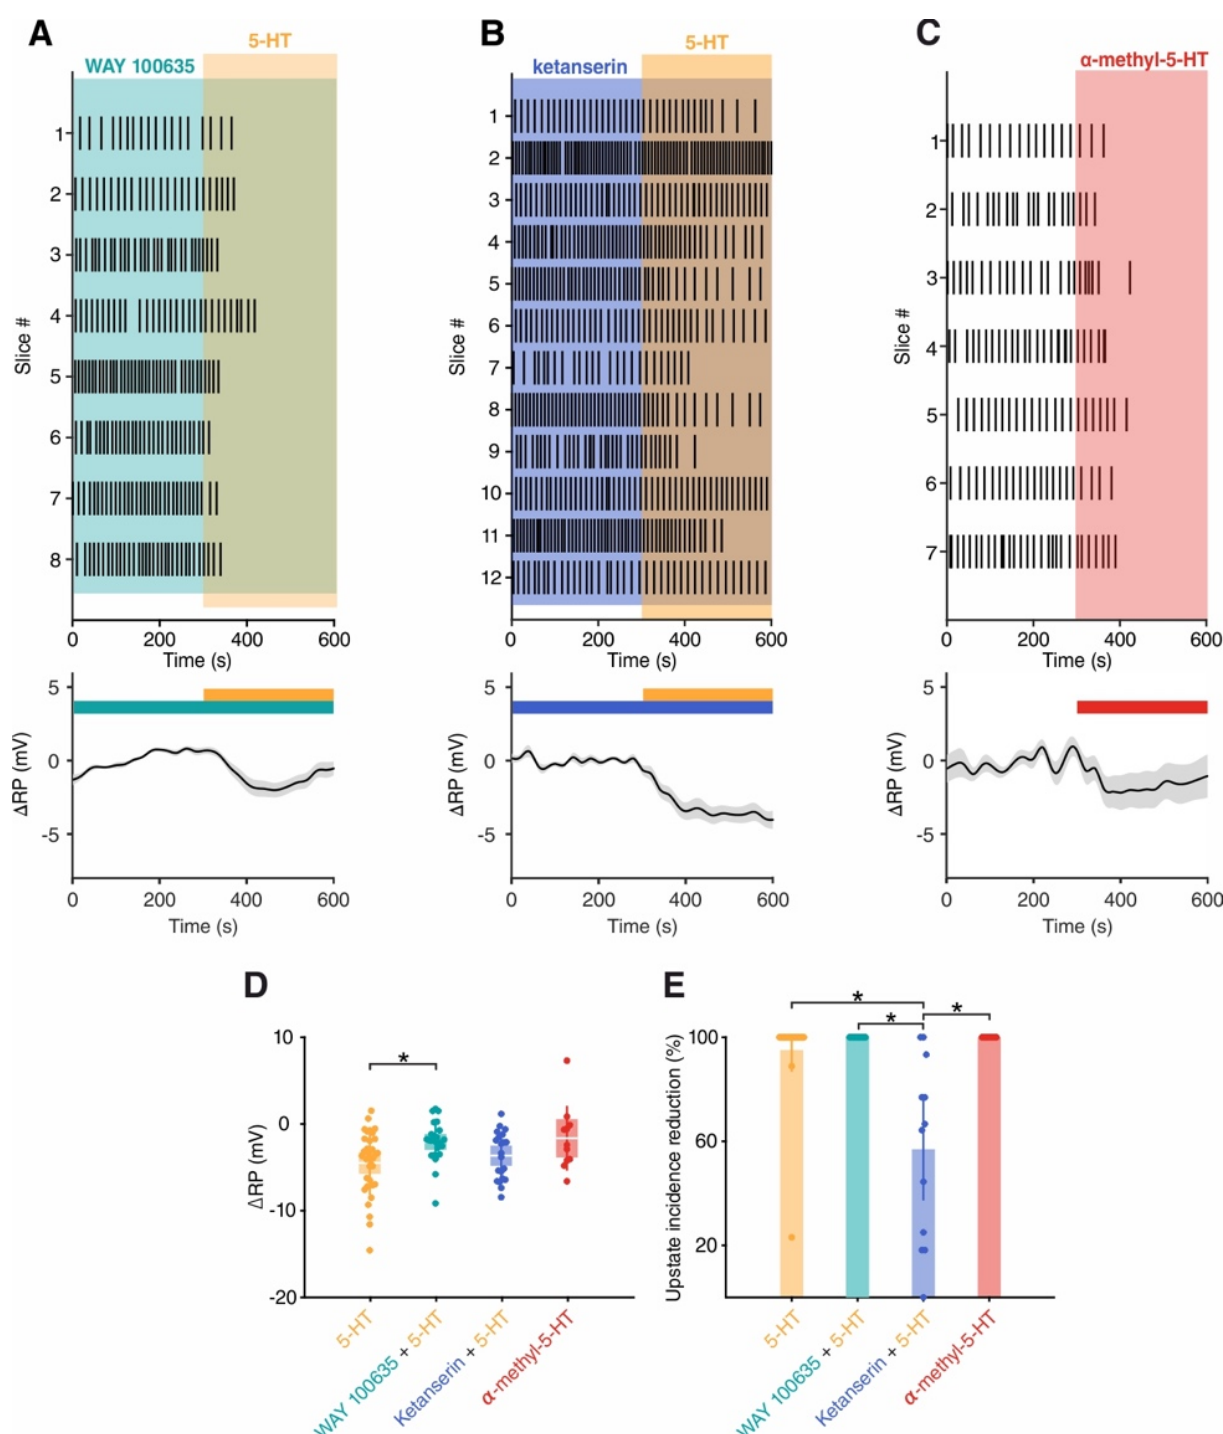 A
5-HT
WAY 100635
1
2
3
4
5
6
7
8
Slice #
0
200
400
600
Time (s)
5
0
-5
ΔRP (mV)
0
200
400
600
Time (s)
B
5-HT
ketanserin
1
2
3
4
5
6
7
8
9
10
11
12
Slice #
0
200
400
600
Time (s)
5
0
-5
ΔRP (mV)
0
200
400
600
Time (s)
C
α-methyl-5-HT
1
2
3
4
5
6
7
Slice #
0
200
400
600
Time (s)
5
0
-5
ΔRP (mV)
0
200
400
600
Time (s)
D
10
0
-10
-20
ΔRP (mV)
*
5-HT
WAY 100635 + 5-HT
Ketanserin + 5-HT
α-methyl-5-HT
E
100
60
20
Upstate incidence reduction (%)
*
*
*
5-HT
WAY 100635 + 5-HT
Ketanserin + 5-HT
α-methyl-5-HT